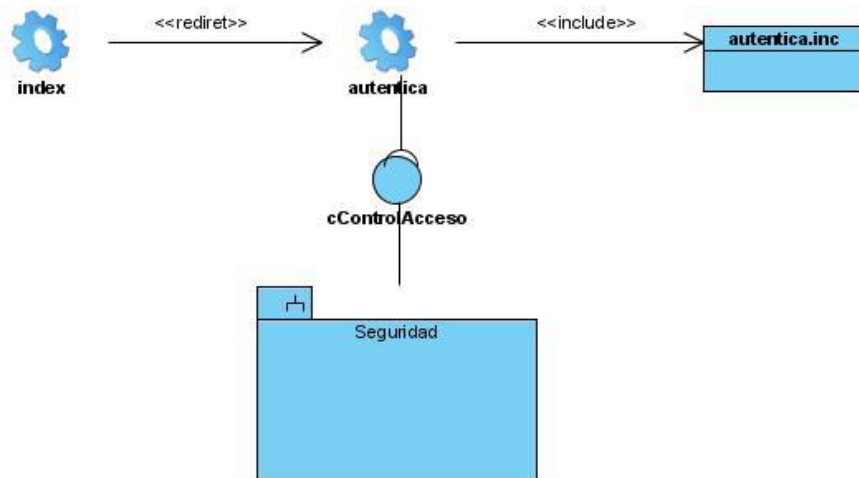 <<rediret>>
<<include>>
index
autentica
autentica.inc
cControlAcceso
Seguridad